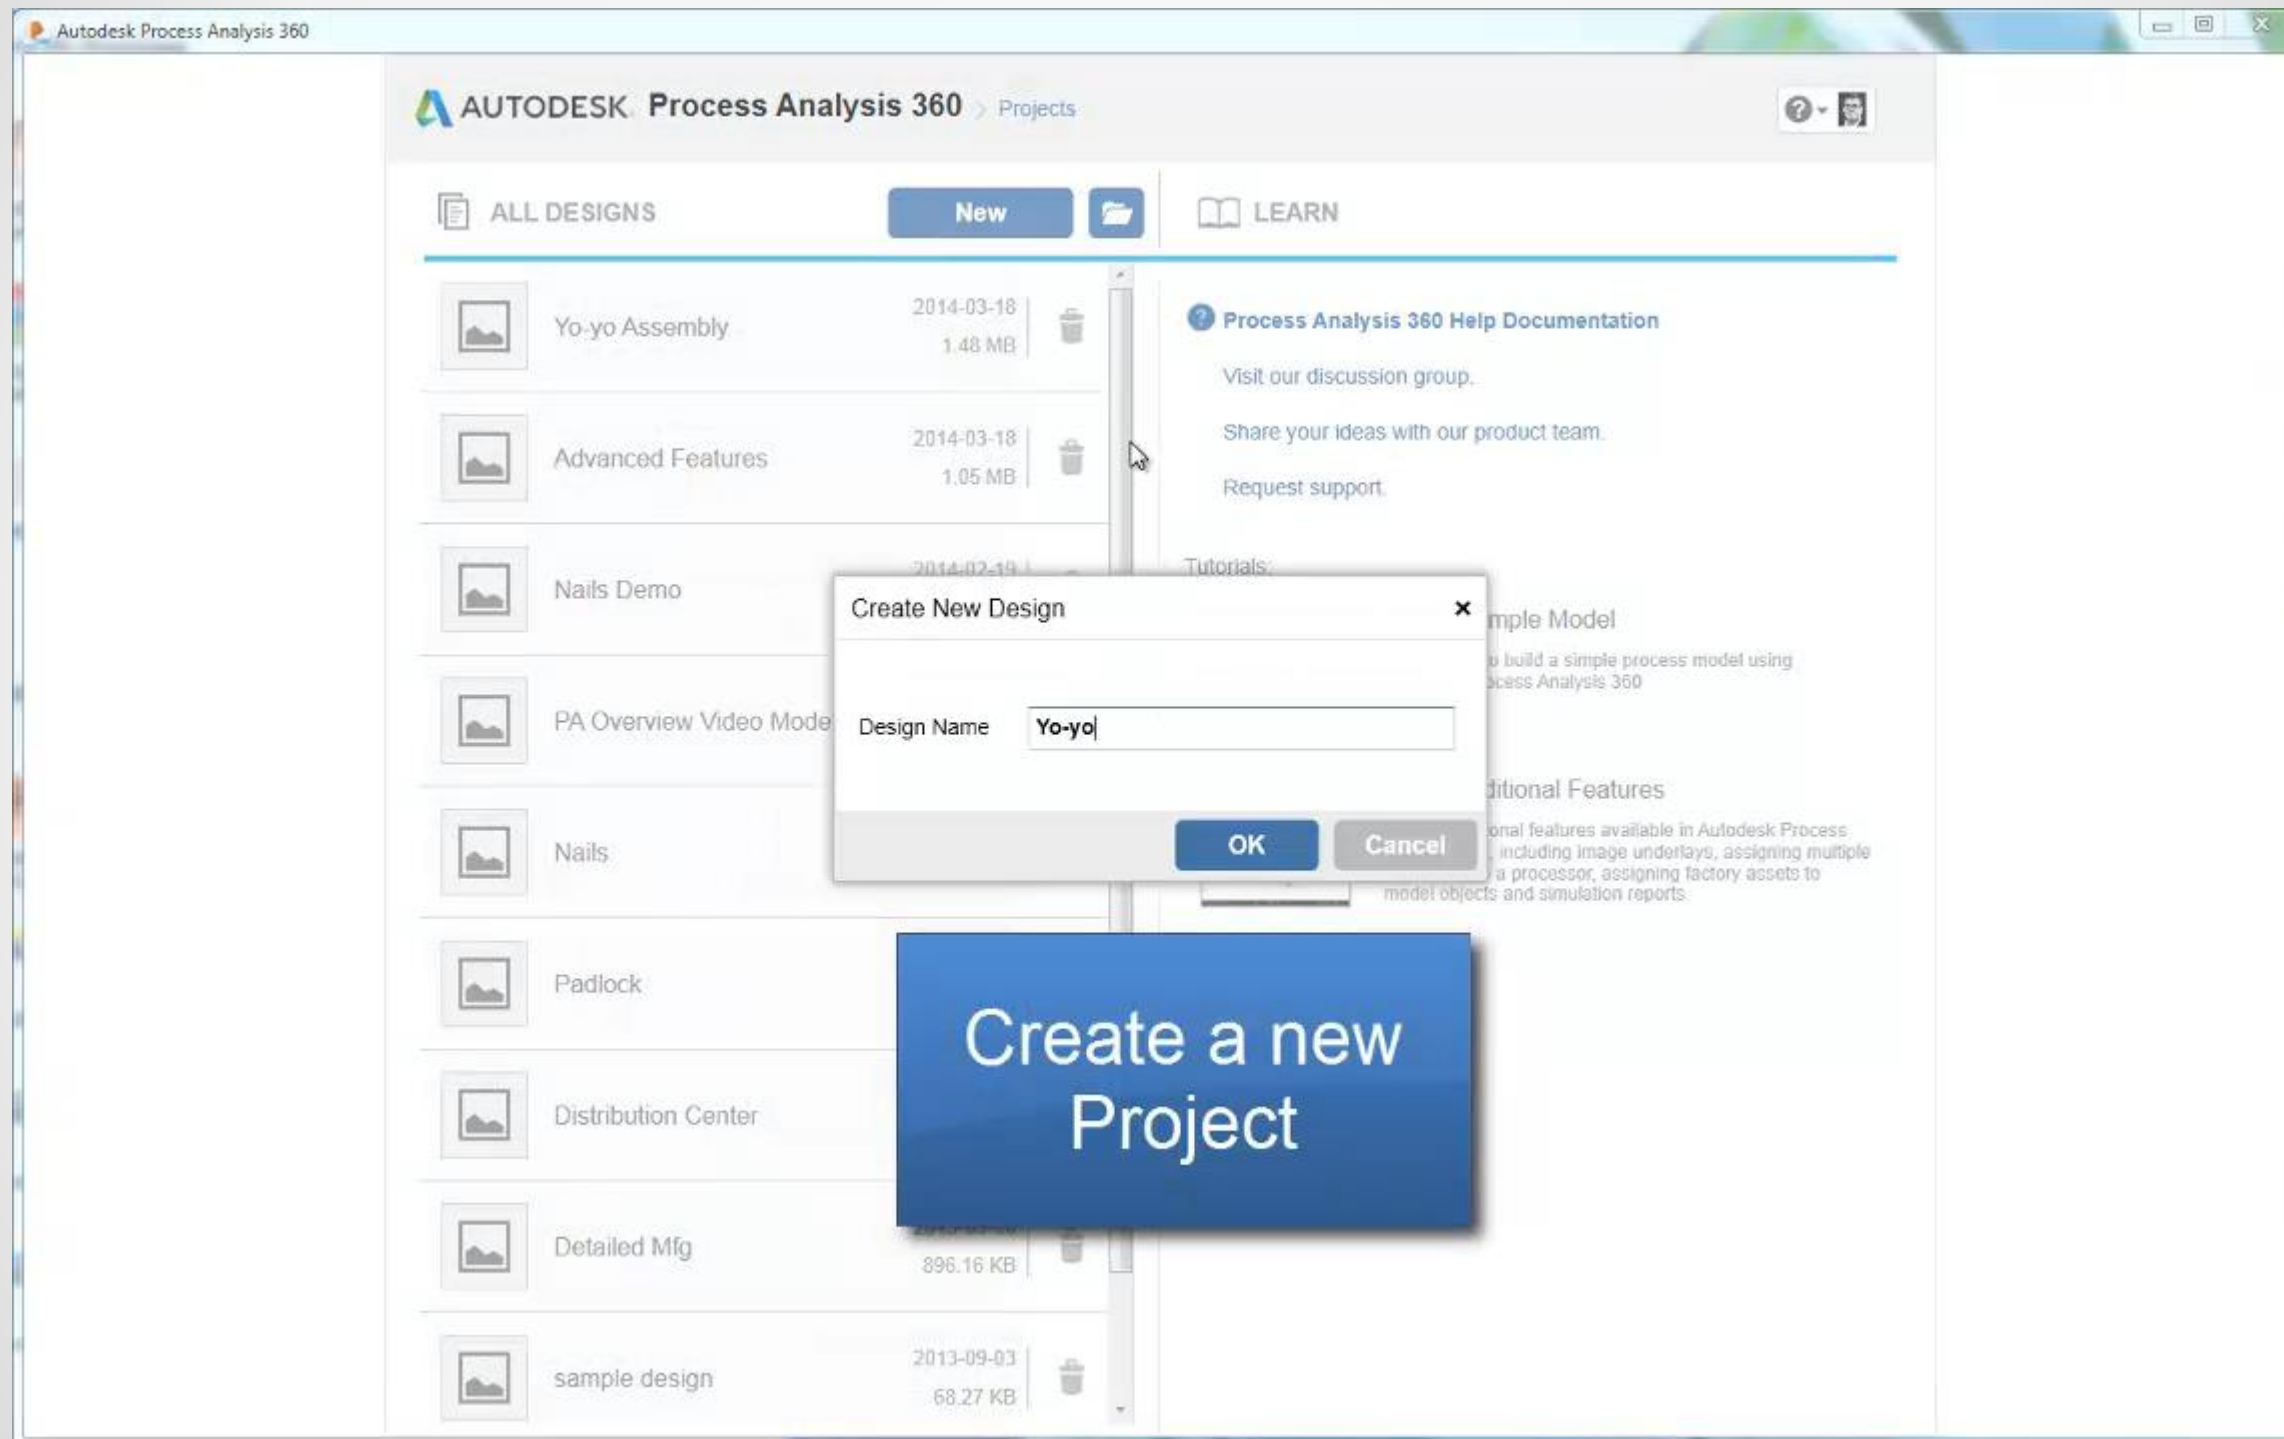 Autodesk Process Analysis 360
AUTODESK. Process Analysis 360 > Projects
ALL DESIGNS
New
LEARN
Yo-yo Assembly
2014-03-18
1.48 MB
Advanced Features
2014-03-18
1.05 MB
Nails Demo
2014-02-19
PA Overview Video Mode
Nails
Padlock
Distribution Center
Detailed Mfg
896.16 KB
sample design
2013-09-03
68.27 KB
Process Analysis 360 Help Documentation
Visit our discussion group.
Share your ideas with our product team.
Request support.
Tutorials:
mple Model
build a simple process model using
ocess Analysis 360
ditional Features
onal features available in Autodesk Process
, including image underlays, assigning multiple
a processor, assigning factory assets to
model objects and simulation reports
Create New Design
Design Name
Yo-yo
OK
Cancel
Create a new
Project